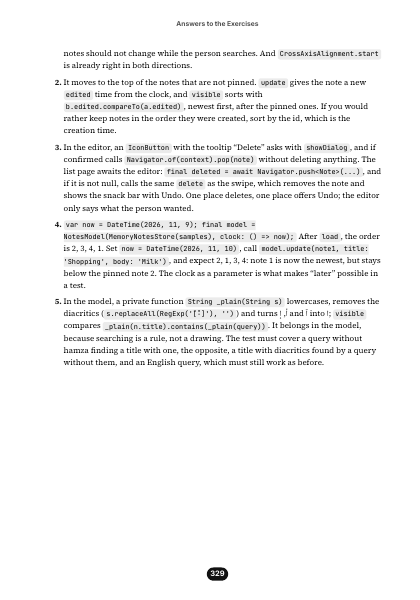 Answers to the Exercises
notes should not change while the person searches. And CrossAxisAlignment.start
is already right in both directions.
2. It moves to the top of the notes that are not pinned. update gives the note a new
edited time from the clock, and visible sorts with
b.edited.compareTo(a.edited), newest first, after the pinned ones. If you would
rather keep notes in the order they were created, sort by the id, which is the
creation time.
3. In the editor, an IconButton with the tooltip “Delete” asks with showDialog, and if
confirmed calls Navigator.of(context).pop(note) without deleting anything. The
list page awaits the editor: final deleted = await Navigator.push<Note>(...), and
if it is not null, calls the same delete as the swipe, which removes the note and
shows the snack bar with Undo. One place deletes, one place offers Undo; the editor
only says what the person wanted.
4. var now = DateTime(2026, 11, 9); final model =
NotesModel(MemoryNotesStore(samples), clock: () => now); After load, the order
is 2, 3, 4, 1. Set now = DateTime(2026, 11, 10), call model.update(note1, title:
'Shopping', body: 'Milk'), and expect 2, 1, 3, 4: note 1 is now the newest, but stays
below the pinned note 2. The clock as a parameter is what makes “later” possible in
a test.
5. In the model, a private function String _plain(String s) lowercases, removes the
diacritics (s.replaceAll(RegExp('[]'), '')) and turns and into ; visible
compares _plain(n.title).contains(_plain(query)). It belongs in the model,
because searching is a rule, not a drawing. The test must cover a query without
hamza finding a title with one, the opposite, a title with diacritics found by a query
without them, and an English query, which must still work as before.
329